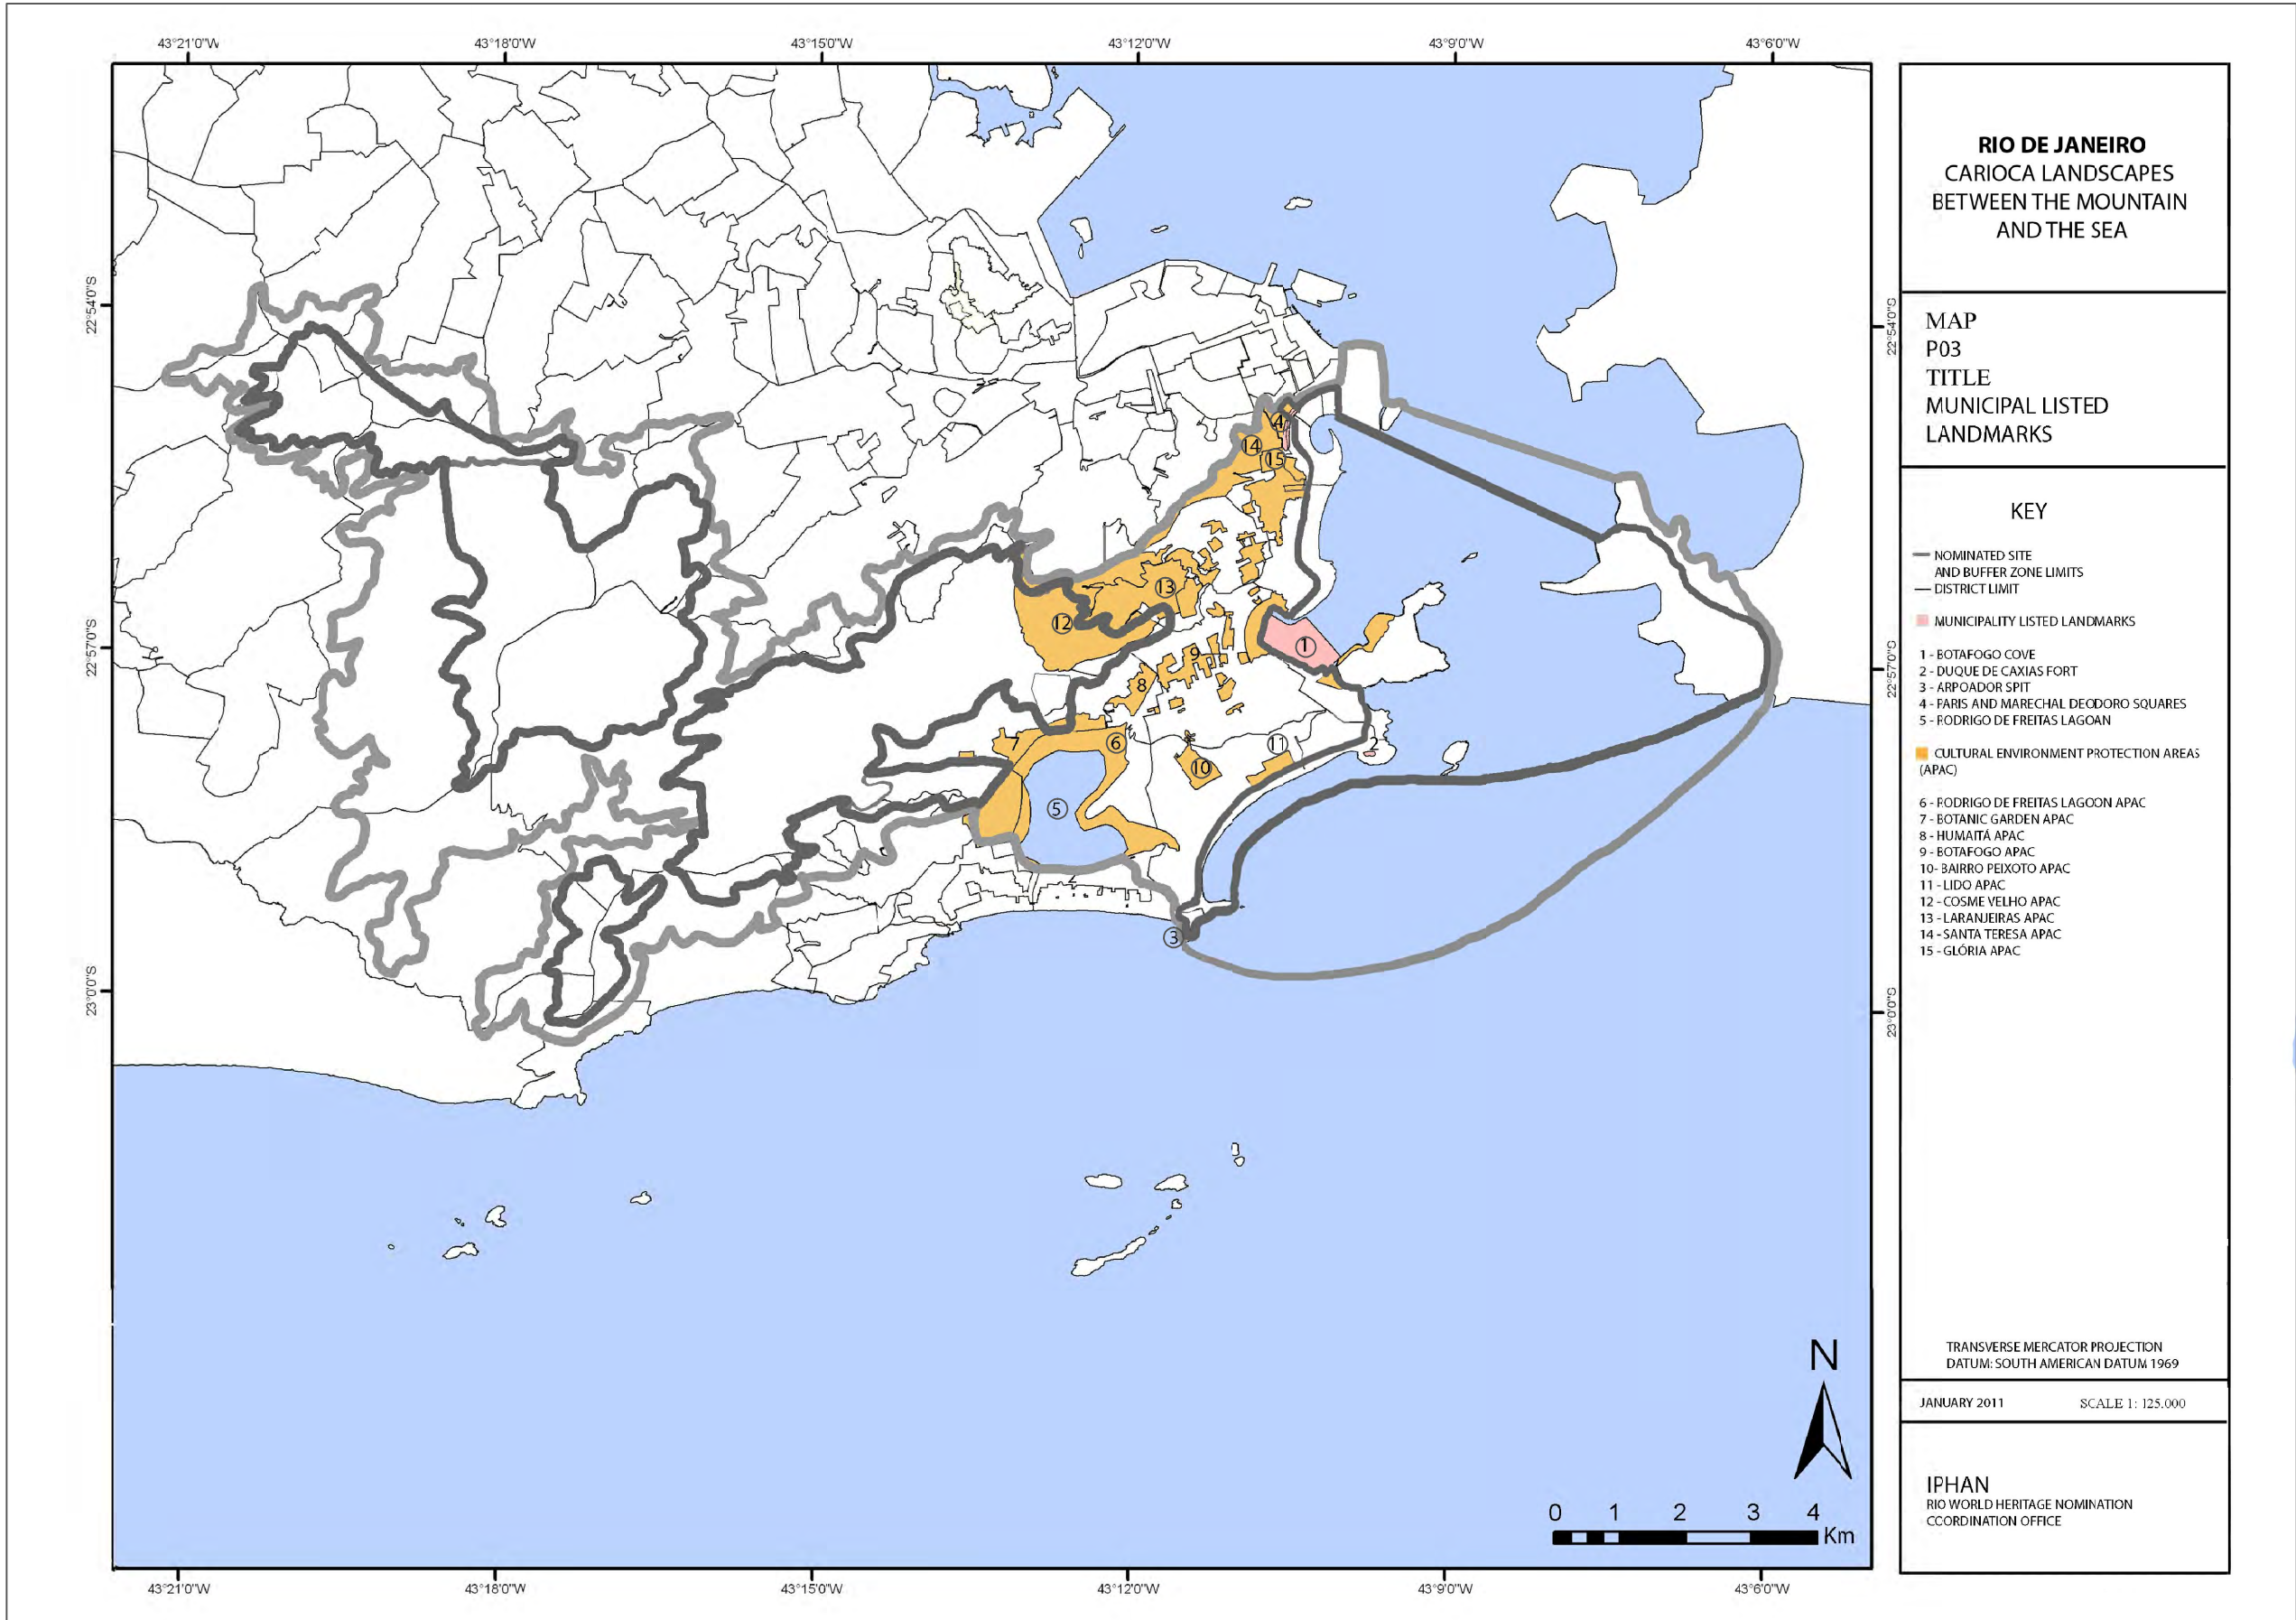 43°21'0"W
43°18'0"W
43°15'0"W
43°12'0"W
43°9'0"W
43°6'0"W
22°54'0"S
22°57'0"S
23°0'0"S
22°54'0"S
22°57'0"S
23°0'0"S
4
14
15
13
12
1
9
8
7
6
11
2
10
5
2
3
43°21'0"W
43°18'0"W
43°15'0"W
43°12'0"W
43°9'0"W
43°6'0"W
N
0 1 2 3 4
Km
RIO DE JANEIRO
CARIOCA LANDSCAPES
BETWEEN THE MOUNTAIN
AND THE SEA
MAP
P03
TITLE
MUNICIPAL LISTED
LANDMARKS
KEY
NOMINATED SITE
AND BUFFER ZONE LIMITS
DISTRICT LIMIT
MUNICIPALITY LISTED LANDMARKS
1 - BOTAFOGO COVE
2 - DUQUE DE CAXIAS FORT
3 - ARPOADOR SPIT
4 - PARIS AND MARECHAL DEODORO SQUARES
5 - RODRIGO DE FREITAS LAGOAN
CULTURAL ENVIRONMENT PROTECTION AREAS
(APAC)
6 - RODRIGO DE FREITAS LAGOON APAC
7 - BOTANIC GARDEN APAC
8 - HUMAITÁ APAC
9 - BOTAFOGO APAC
10- BAIRRO PEIXOTO APAC
11 - LIDO APAC
12 -COSME VELHO APAC
13 - LARANJEIRAS APAC
14 -SANTA TERESA APAC
15 -GLÓRIA APAC
TRANSVERSE MERCATOR PROJECTION
DATUM: SOUTH AMERICAN DATUM 1969
JANUARY 2011 SCALE 1: 125.000
IPHAN
RIO WORLD HERITAGE NOMINATION
COORDINATION OFFICE